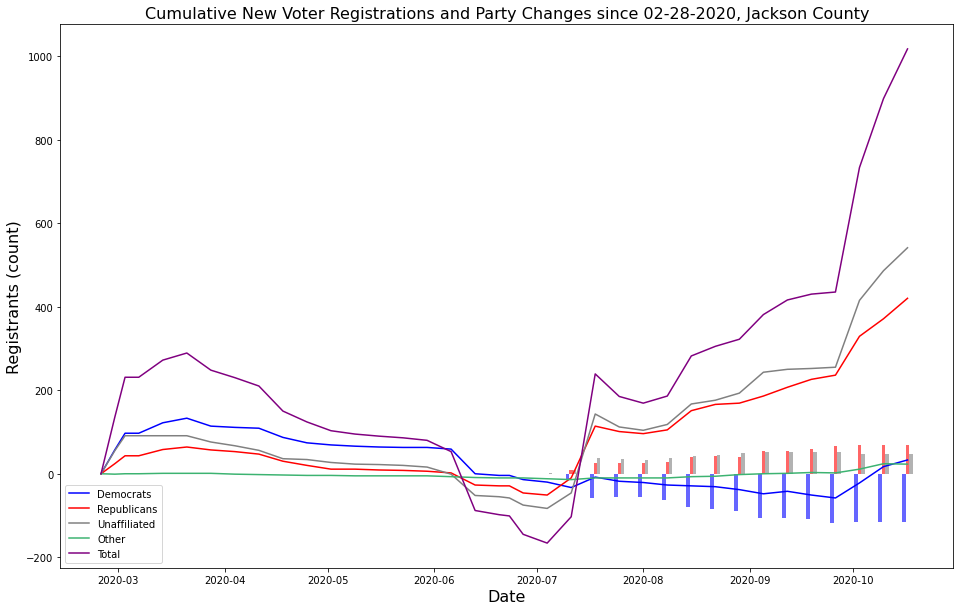 Cumulative New Voter Registrations and Party Changes since 02-28-2020, Jackson County
Registrants (count)
1000
800
600
400
200
0
−200
Democrats
Republicans
Unaffiliated
Other
Total
2020-03 2020-04 2020-05 2020-06 2020-07 2020-08 2020-09 2020-10
Date